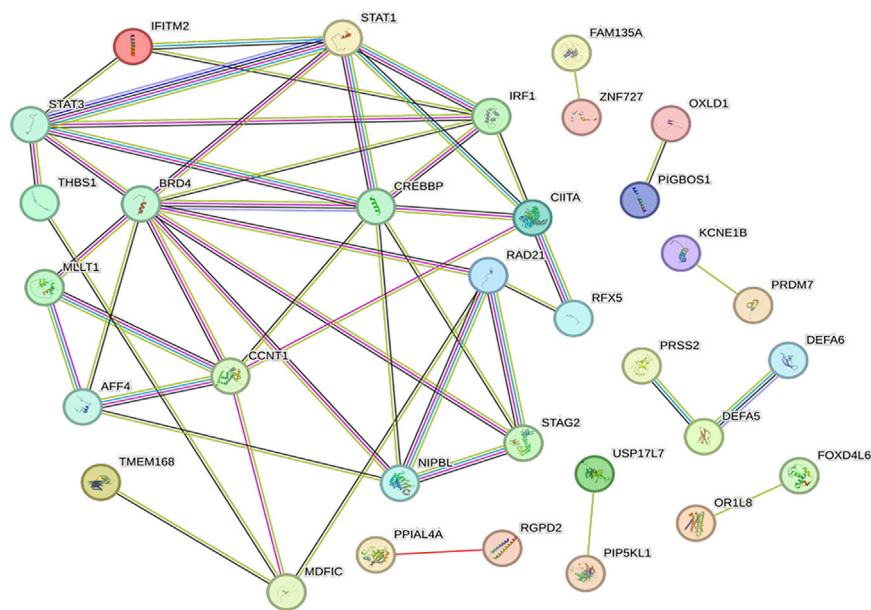 STAT1
IFITM2
FAM135A
STAT3
IRF1
ZNF727
OXLD1
THBS1
BRD4
CREBBP
CIITA
PIGBOS1
KCNE1B
MLLT1
RAD21
RFX5
PRDM7
CCNT1
PRSS2
DEFA6
AFF4
STAG2
DEFA5
TMEM168
NIPBL
USP17L7
FOXD4L6
OR1L8
PPIAL4A
RGPD2
PIP5KL1
MDFIC